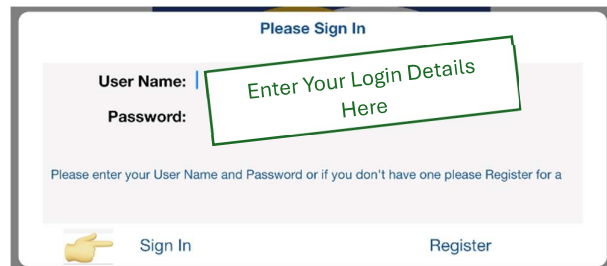 Please Sign In
User Name:
Enter Your Login Details
Here
Password:
Please enter your User Name and Password or if you don't have one please Register for a
Sign In
Register